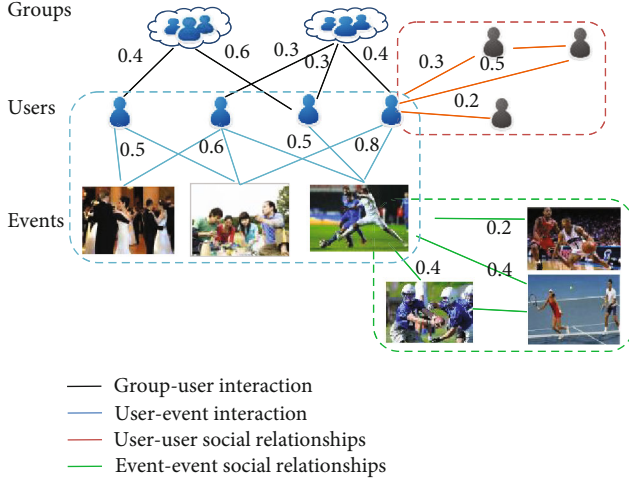 Groups
0.4
0.6
0.3
0.3
0.4
0.3
0.5
0.2
Users
0.5
0.6
0.5
0.8
Events
0.2
0.4
0.4
Group-user interaction
User-event interaction
User-user social relationships
Event-event social relationships